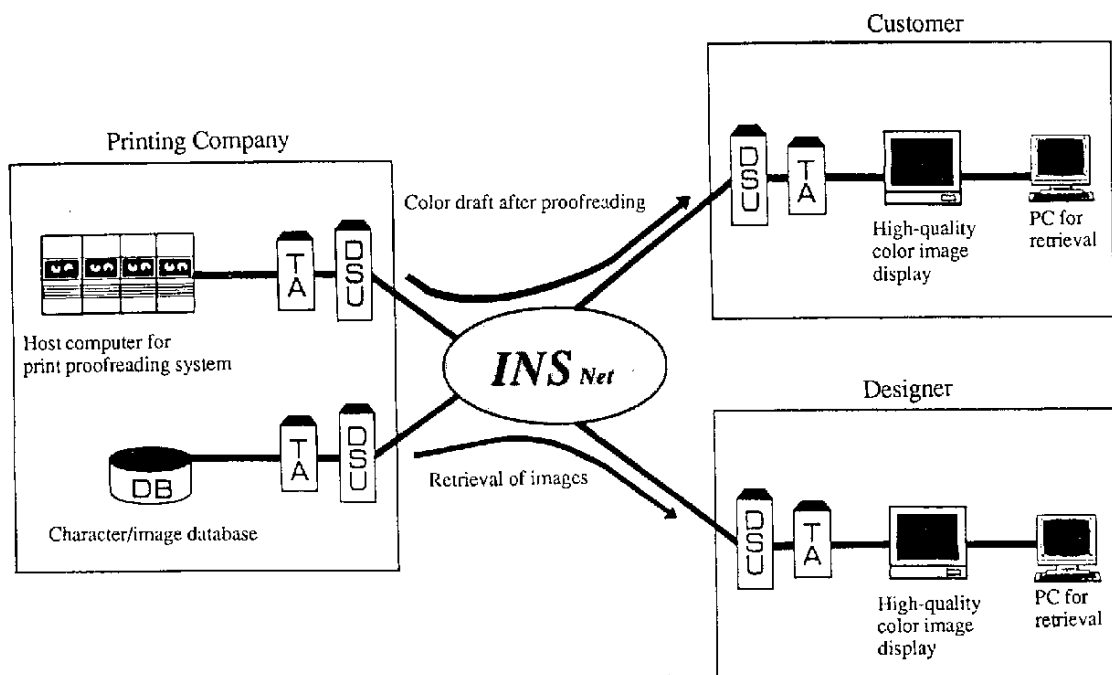 Customer
Printing Company
Color draft after proofreading
DSU
TA
High-quality
color image
display
PC for
retrieval
TA
DSU
Host computer for
print proofreading system
INS Net
Designer
TA
DSU
DB
Character/image database
Retrieval of images
DSU
TA
High-quality
color image
display
PC for
retrieval